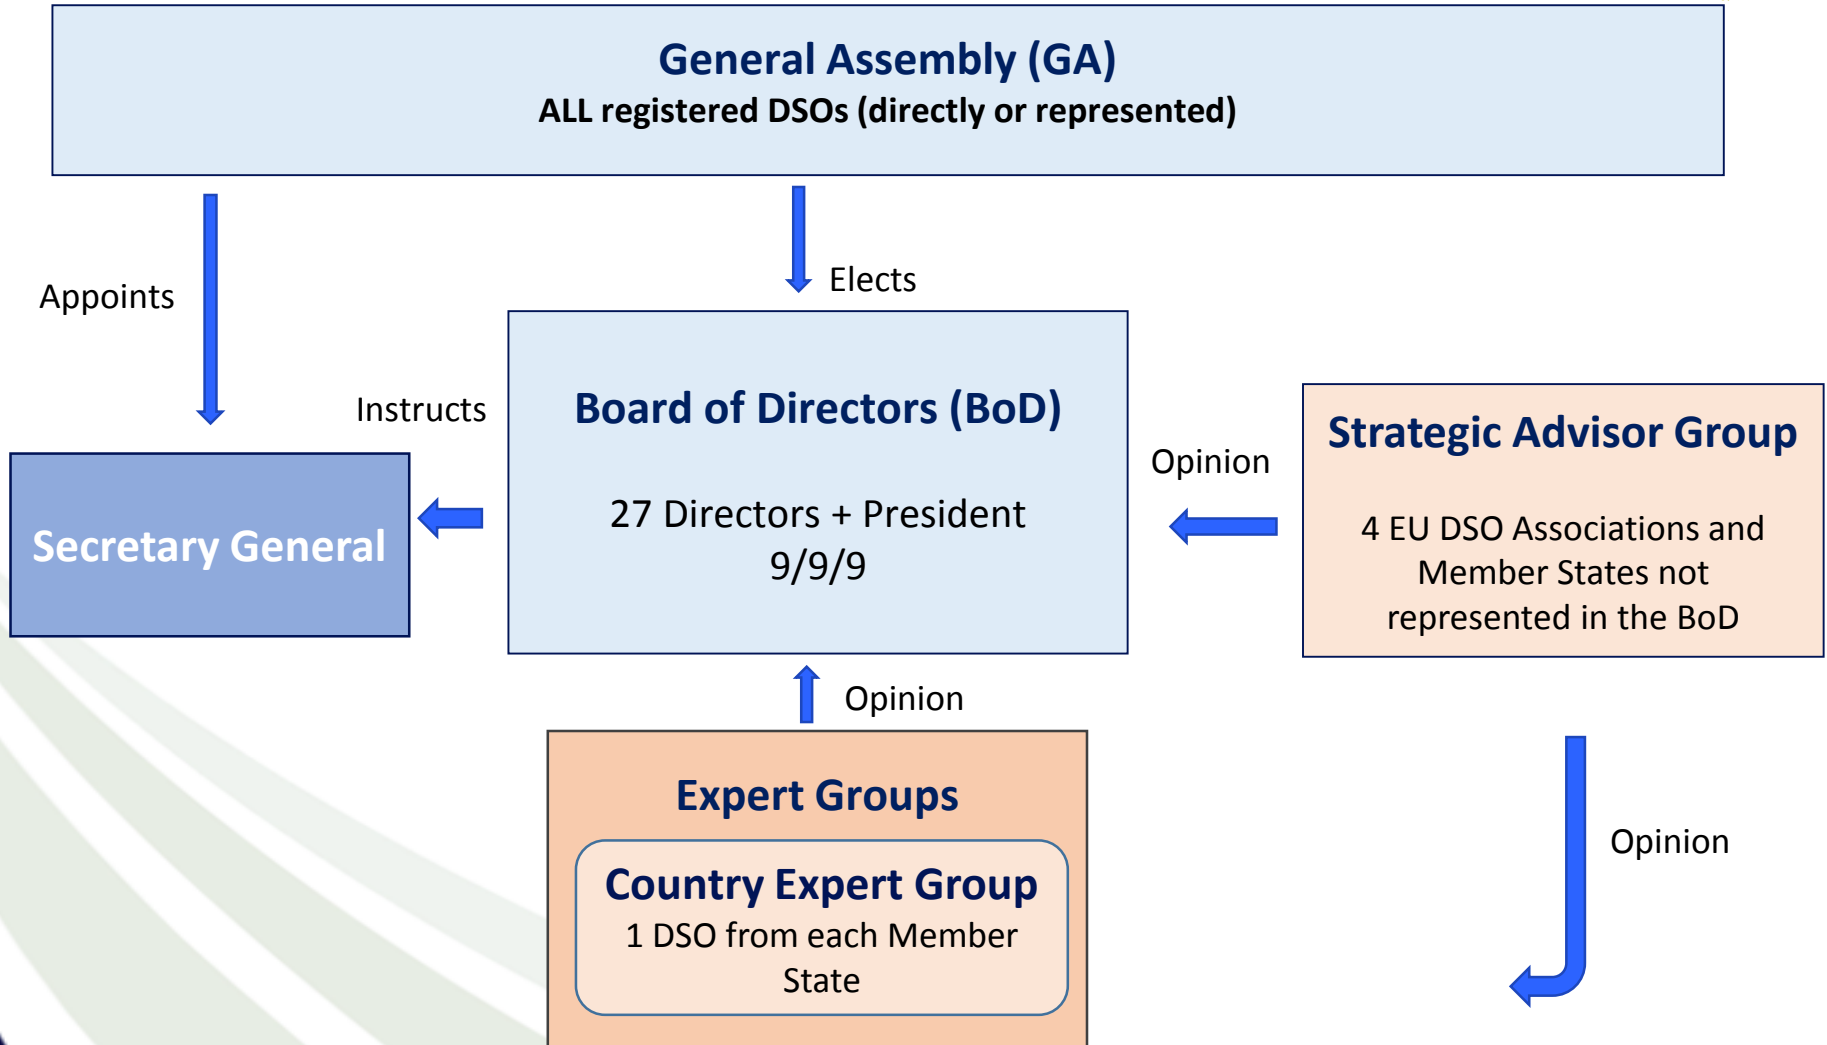 General Assembly (GA)
ALL registered DSOs (directly or represented)
Appoints
Elects
Instructs
Board of Directors (BoD)
27 Directors + President
9/9/9
Secretary General
Opinion
Strategic Advisor Group
4 EU DSO Associations and
Member States not
represented in the BoD
Opinion
Expert Groups
Country Expert Group
1 DSO from each Member
State
Opinion